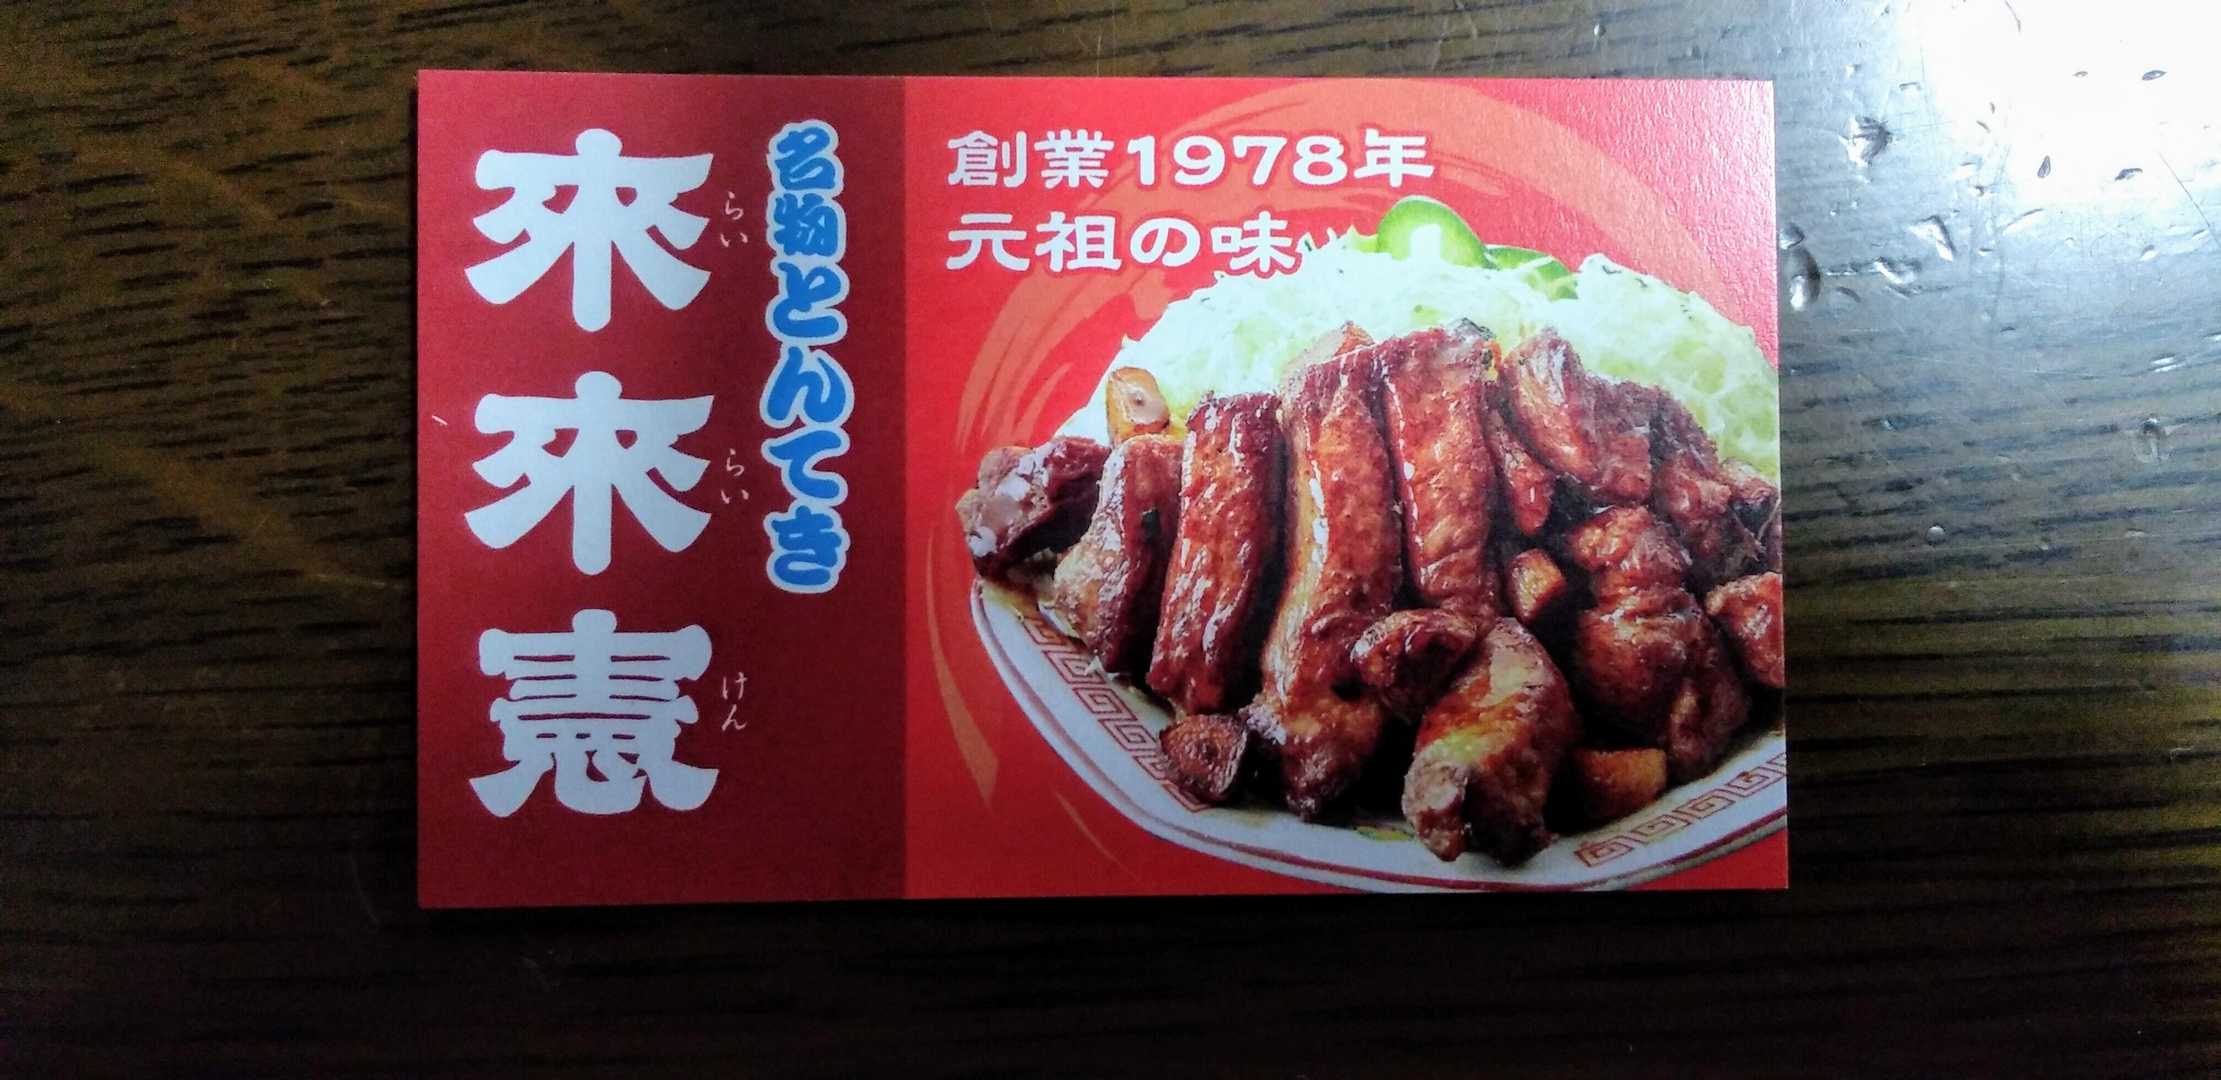 名物とんてき
來來憲
らい
らい
けん
創業1978年
元祖の味